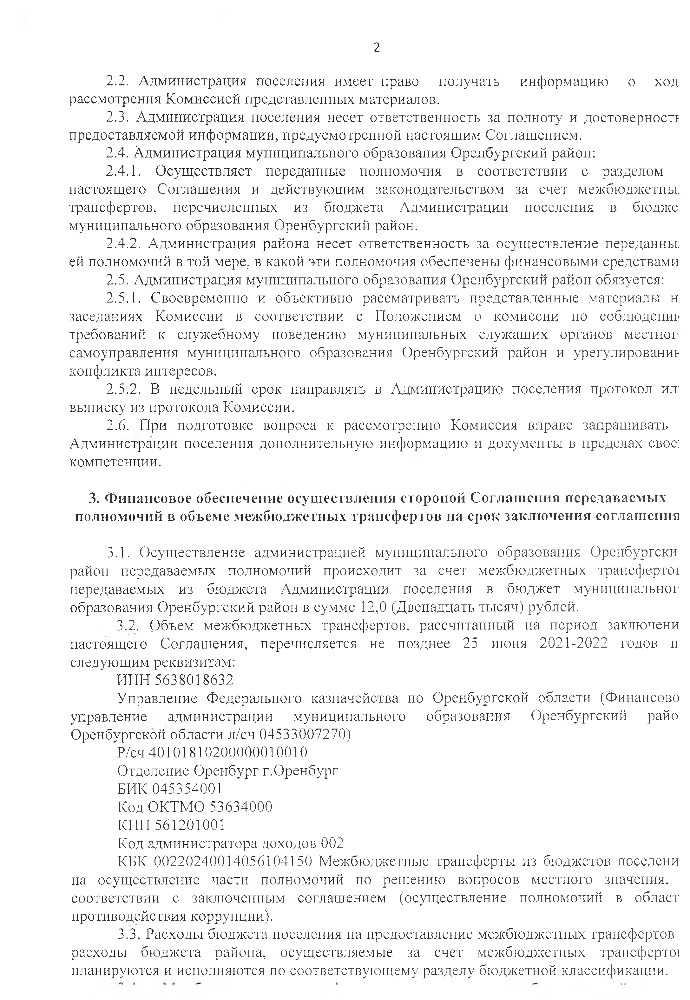 2
2.2. Администрация поселения имеет право получать информацию о ход
рассмотрения Комиссией представленных материалов.
2.3. Администрация поселения несет ответственность за полноту и достоверность
предоставляемой информации, предусмотренной настоящим Соглашением.
2.4. Администрация муниципального образования Оренбургский район:
2.4.1. Осуществляет переданные полномочия в соответствии с разделом
настоящего Соглашения и действующим законодательством за счет межбюджетны
трансфертов, перечисленных из бюджета Администрации поселения в бюдже
муниципального образования Оренбургский район.
2.4.2. Администрация района несет ответственность за осуществление переданны
ей полномочий в той мере, в какой эти полномочия обеспечены финансовыми средствами
2.5. Администрация муниципального образования Оренбургский район обязуется:
2.5.1. Своевременно и объективно рассматривать представленные материалы н
заседаниях Комиссии в соответствии с Положением о комиссии по соблюдению
требований к служебному поведению муниципальных служащих органов местног
самоуправления муниципального образования Оренбургский район и урегулированию
конфликта интересов.
2.5.2. В недельный срок направлять в Администрацию поселения протокол ил
выписку из протокола Комиссии.
2.6. При подготовке вопроса к рассмотрению Комиссия вправе запрашивать
Администрации поселения дополнительную информацию и документы в пределах свое
компетенции.
3. Финансовое обеспечение осуществления стороной Соглашения передаваемых
полномочий в объеме межбюджетных трансфертов на срок заключения соглашения
3.1. Осуществление администрацией муниципального образования Оренбургски
район передаваемых полномочий происходит за счет межбюджетных трансфертов
передаваемых из бюджета Администрации поселения в бюджет муниципальног
образования Оренбургский район в сумме 12,0 (Двенадцать тысяч) рублей.
3.2. Объем межбюджетных трансфертов, рассчитанный на период заключени
настоящего Соглашения, перечисляется не позднее 25 июня 2021-2022 годов п
следующим реквизитам:
ИНН 5638018632
Управление Федерального казначейства по Оренбургской области (Финансово
управление администрации муниципального образования Оренбургский райо
Оренбургской области л/сч 04533007270)
Р/сч 40101810200000010010
Отделение Оренбург г.Оренбург
БИК 045354001
Код ОКТМО 53634000
КПП 561201001
Код администратора доходов 002
КБК 00220240014056104150 Межбюджетные трансферты из бюджетов поселени
на осуществление части полномочий по решению вопросов местного значения,
соответствии с заключенным соглашением (осуществление полномочий в област
противодействия коррупции).
3.3. Расходы бюджета поселения на предоставление межбюджетных трансфертов
расходы бюджета района, осуществляемые за счет межбюджетных трансфертов
планируются и исполняются по соответствующему разделу бюджетной классификации.